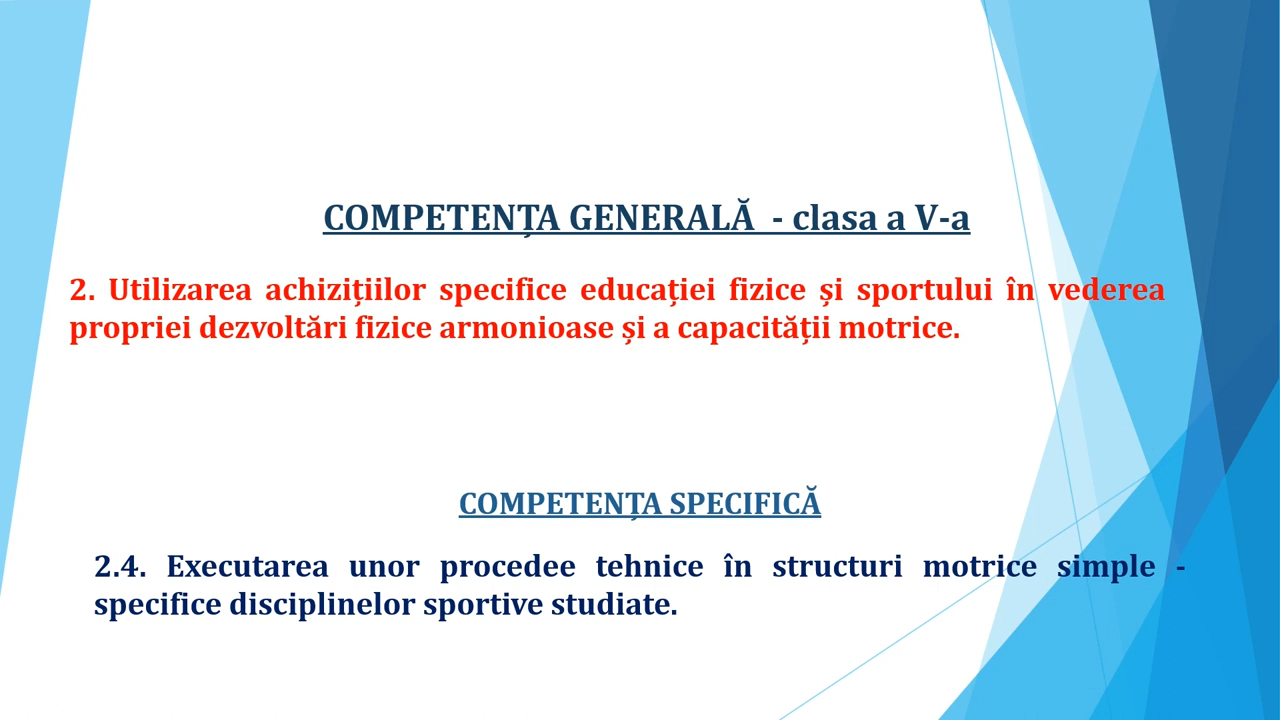 COMPETENȚA GENERALĂ - clasa a V-a
2. Utilizarea achizițiilor specifice educației fizice și sportului în vederea
propriei dezvoltări fizice armonioase și a capacității motrice.
COMPETENȚA SPECIFICĂ
2.4. Executarea unor procedee tehnice în structuri motrice simple -
specifice disciplinelor sportive studiate.